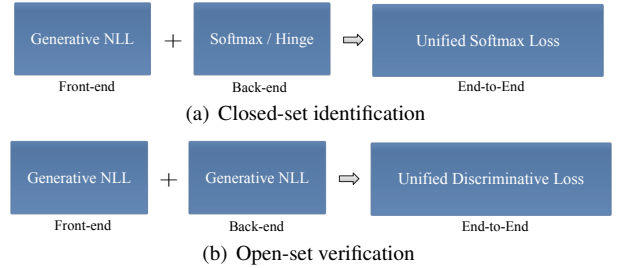 Generative NLL + Softmax / Hinge ⇨ Unified Softmax Loss
Front-end Back-end End-to-End
(a) Closed-set identification
Generative NLL + Generative NLL ⇨ Unified Discriminative Loss
Front-end Back-end End-to-End
(b) Open-set verification